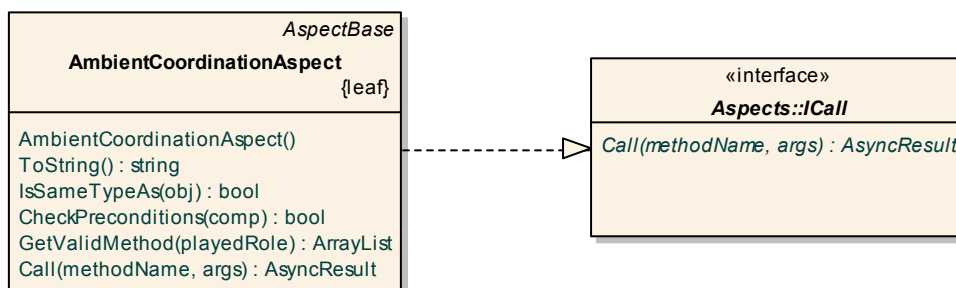 AspectBase
AmbientCoordinationAspect
{leaf}
AmbientCoordinationAspect()
ToString() : string
IsSameTypeAs(obj) : bool
CheckPreconditions(comp) : bool
GetValidMethod(playedRole) : ArrayList
Call(methodName, args) : AsyncResult
«interface»
Aspects::ICall
Call(methodName, args) : AsyncResult